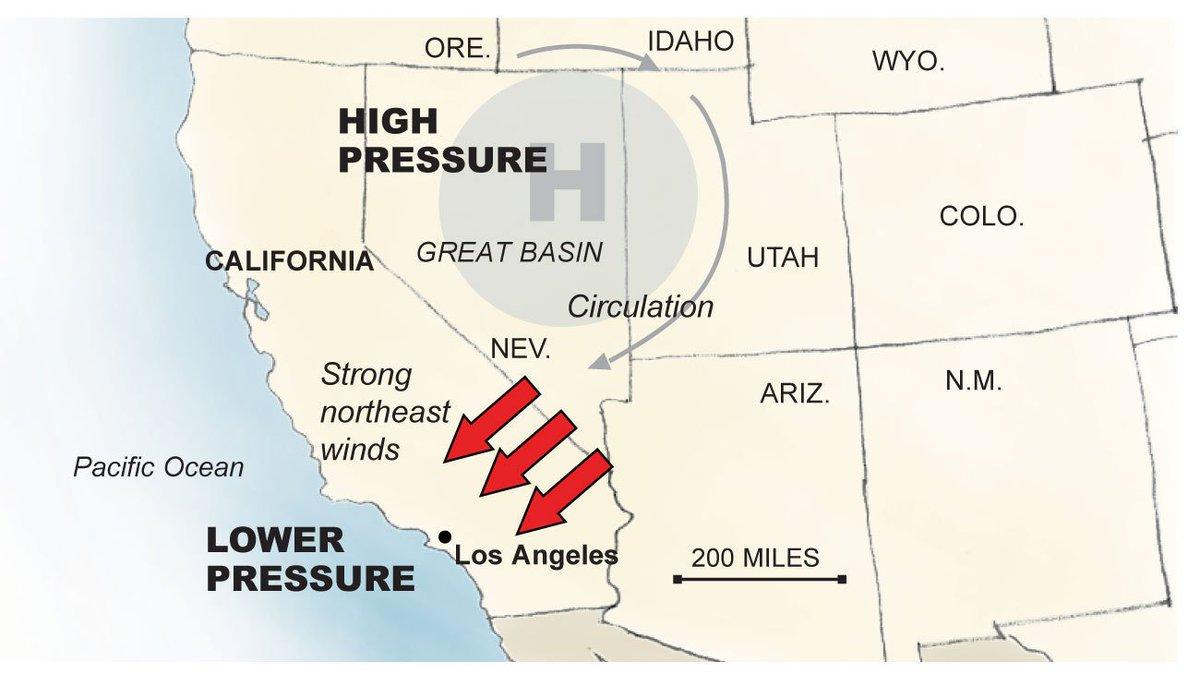 ORE.
IDAHO
WYO.
HIGH
PRESSURE
H
COLO.
CALIFORNIA
GREAT BASIN
UTAH
Circulation
NEV.
Strong
northeast
winds
ARIZ.
N.M.
Pacific Ocean
LOWER
PRESSURE
Los Angeles
200 MILES